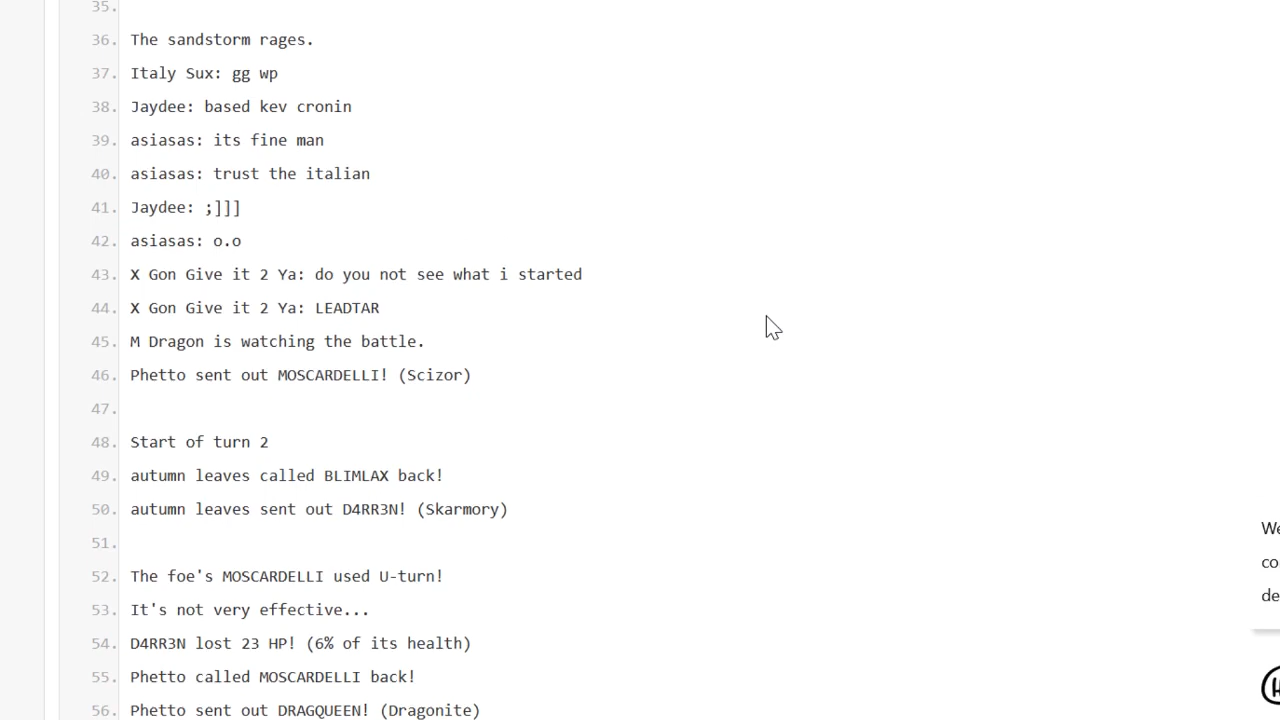 35.
36. The sandstorm rages.
37. Italy Sux: gg wp
38. Jaydee: based kev cronin
39. asiasas: its fine man
40. asiasas: trust the italian
41. Jaydee: ;]]]
42. asiasas: o.o
43. X Gon Give it 2 Ya: do you not see what i started
44. X Gon Give it 2 Ya: LEADTAR
45. M Dragon is watching the battle.
46. Phetto sent out MOSCARDELLI! (Scizor)
47.
48. Start of turn 2
49. autumn leaves called BLIMLAX back!
50. autumn leaves sent out D4RR3N! (Skarmory)
51.
52. The foe's MOSCARDELLI used U-turn!
53. It's not very effective...
54. D4RR3N lost 23 HP! (6% of its health)
55. Phetto called MOSCARDELLI back!
56. Phetto sent out DRAGQUEEN! (Dragonite)
We
co
de